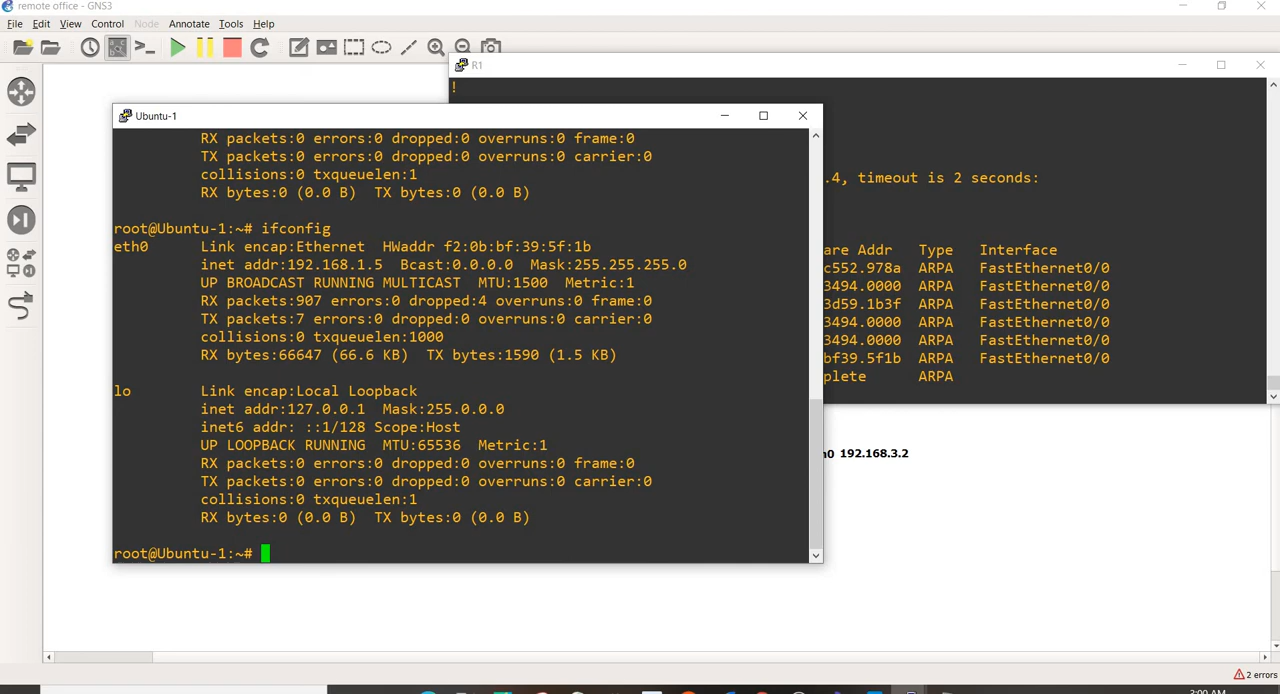 remote office - GNS3
File Edit View Control Node Annotate Tools Help
R1
!
.4, timeout is 2 seconds:
are Addr Type Interface
c552.978a ARPA FastEthernet0/0
3494.0000 ARPA FastEthernet0/0
3d59.1b3f ARPA FastEthernet0/0
3494.0000 ARPA FastEthernet0/0
3494.0000 ARPA FastEthernet0/0
bf39.5f1b ARPA FastEthernet0/0
plete ARPA
Ubuntu-1
RX packets:0 errors:0 dropped:0 overruns:0 frame:0
TX packets:0 errors:0 dropped:0 overruns:0 carrier:0
collisions:0 txqueuelen:1
RX bytes:0 (0.0 B) TX bytes:0 (0.0 B)
root@Ubuntu-1:~# ifconfig
eth0 Link encap:Ethernet HWaddr f2:0b:bf:39:5f:1b
inet addr:192.168.1.5 Bcast:0.0.0.0 Mask:255.255.255.0
UP BROADCAST RUNNING MULTICAST MTU:1500 Metric:1
RX packets:907 errors:0 dropped:4 overruns:0 frame:0
TX packets:7 errors:0 dropped:0 overruns:0 carrier:0
collisions:0 txqueuelen:1000
RX bytes:66647 (66.6 KB) TX bytes:1590 (1.5 KB)
lo Link encap:Local Loopback
inet addr:127.0.0.1 Mask:255.0.0.0
inet6 addr: ::1/128 Scope:Host
UP LOOPBACK RUNNING MTU:65536 Metric:1
RX packets:0 errors:0 dropped:0 overruns:0 frame:0
TX packets:0 errors:0 dropped:0 overruns:0 carrier:0
collisions:0 txqueuelen:1
RX bytes:0 (0.0 B) TX bytes:0 (0.0 B)
root@Ubuntu-1:~#
192.168.3.2
2 errors